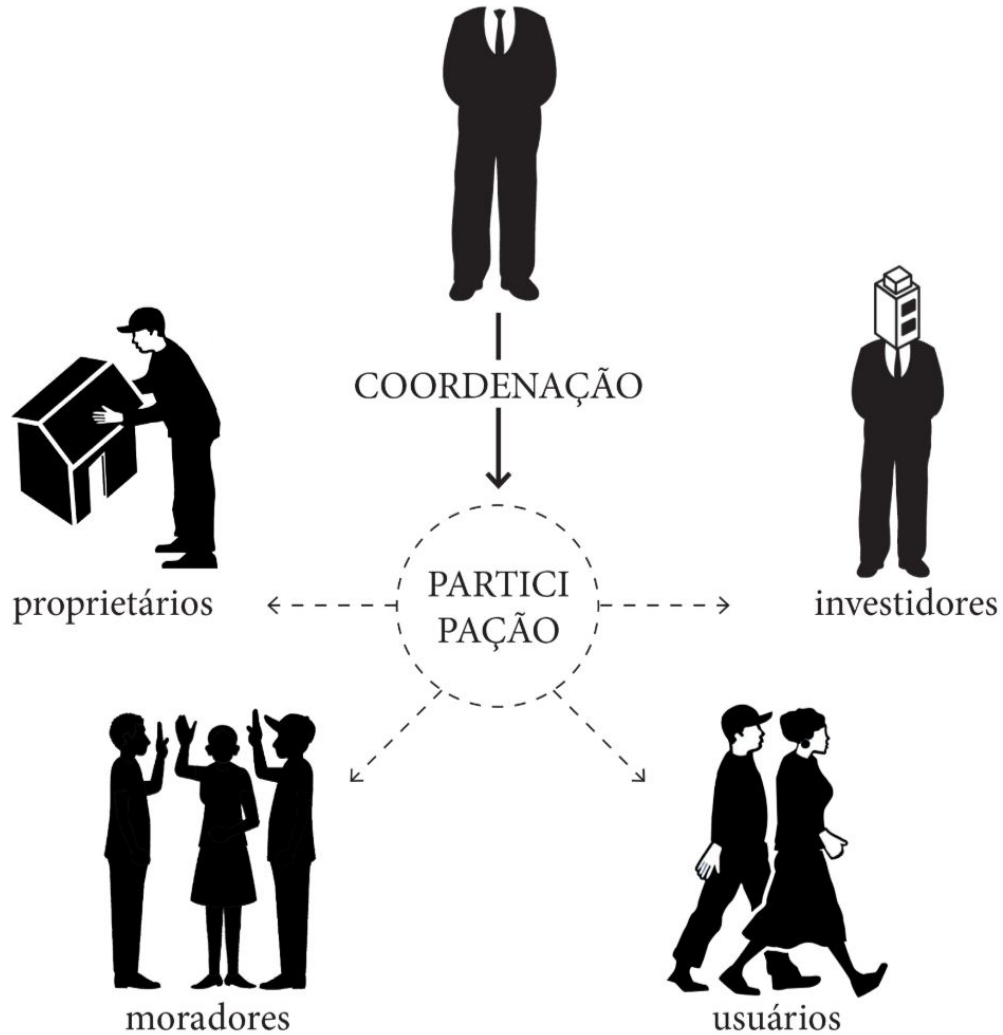 COORDENAÇÃO
PARTICI
PAÇÃO
proprietários
investidores
moradores
usuários